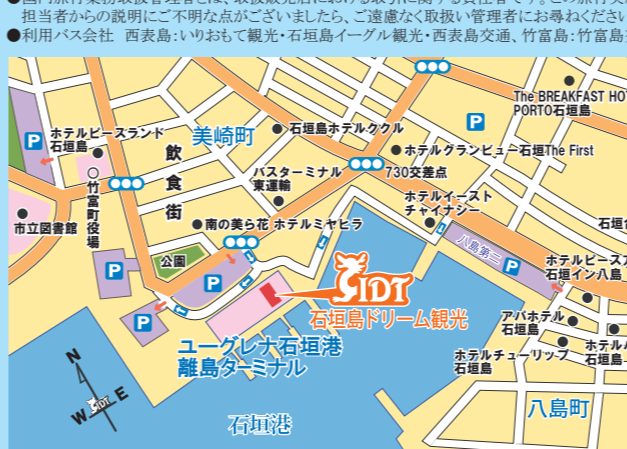 担当者からの説明にご不明な点がございましたら、ご遠慮なく取扱い管理者にお尋ねください
●利用バス会社 西表島：いりおもて観光・石垣島イーグル観光・西表島交通、竹富島：竹富島
The BREAKFAST HO
PORTO石垣島
P
P
ホテルピースランド
石垣島
美崎町
石垣島ホテルククル
ホテルグランビュー石垣The First
飲食街
バスターミナル
東運輸
730交差点
竹富町役場
ホテルイースト
チャイナシー
市立図書館
南の美ら花 ホテルミヤヒラ
八島第二
P
公園
P
P
P
ホテルピース
石垣イン八島
IDT
石垣島ドリーム観光
アパホテル
石垣島
ユーグレナ石垣港
離島ターミナル
ホテルチューリップ
石垣島
ホテル
石垣島
N
W
E
IDT
石垣港
八島町